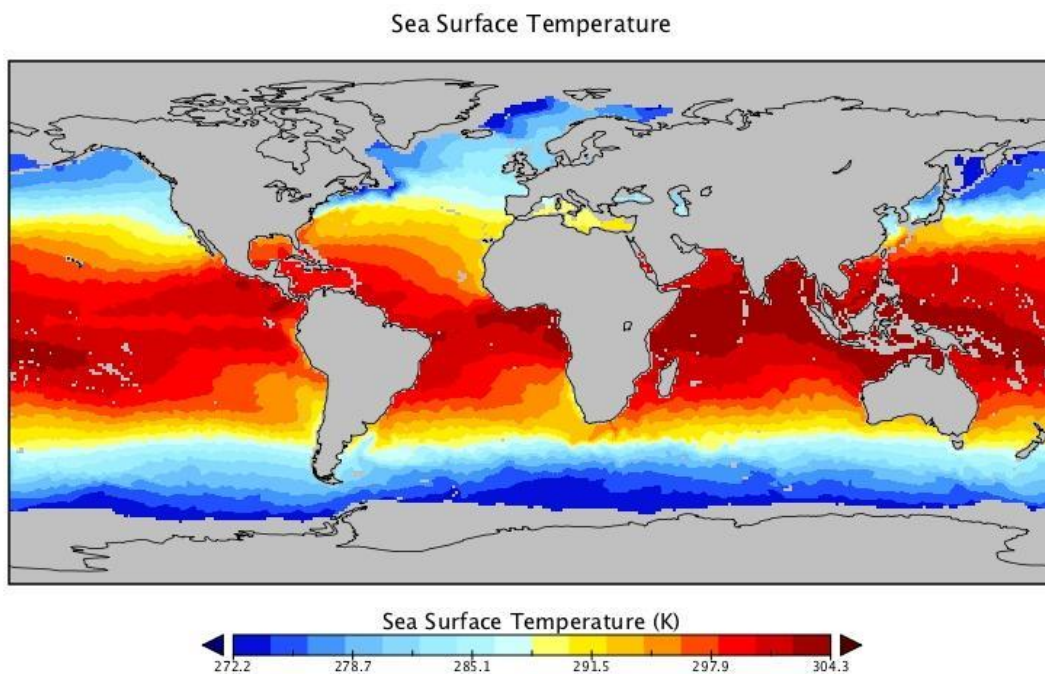 Sea Surface Temperature
Sea Surface Temperature (K)
272.2 278.7 285.1 291.5 297.9 304.3